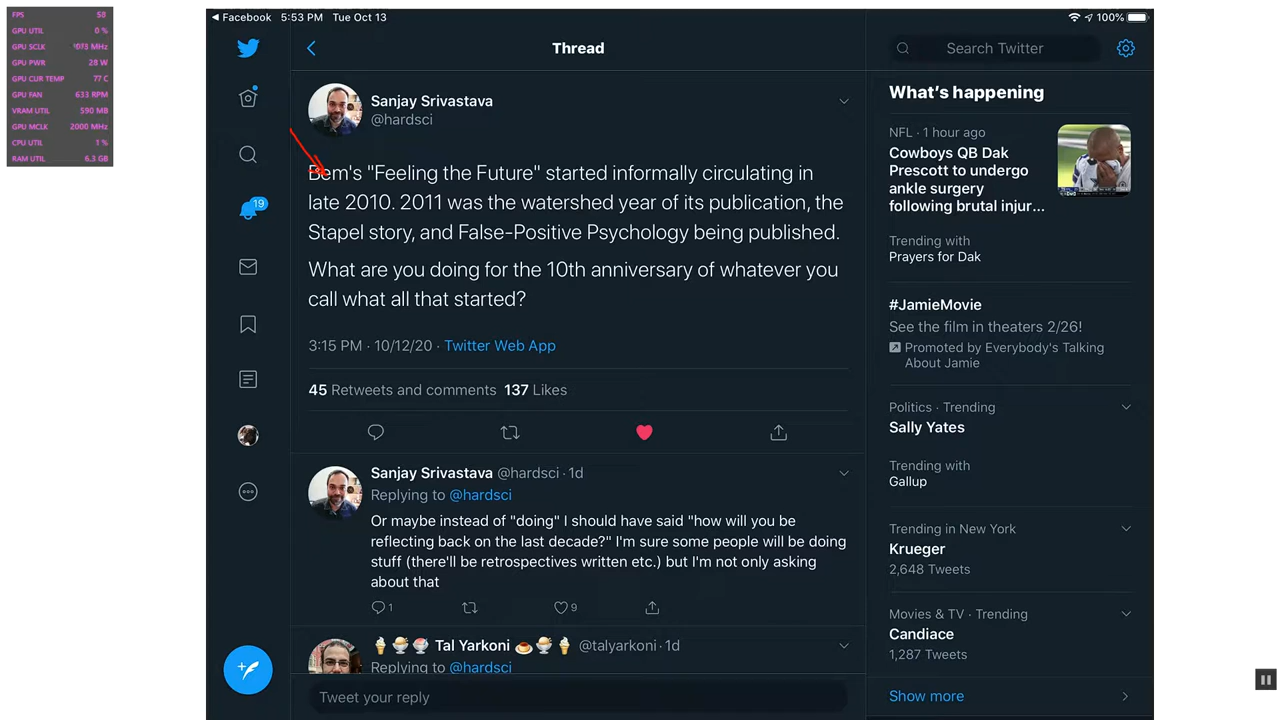 FPS 58
GPU UTIL 0 %
GPU SCLK MHz
GPU PWR 28 W
GPU CUR TEMP 77 C
GPU FAN 633 RPM
VRAM UTIL 590 MB
GPU MCLK 2000 MHz
CPU UTIL 1 %
RAM UTIL 6.3 GB
Facebook 5:53 PM Tue Oct 13
100%
Thread
Search Twitter
Sanjay Srivastava
@hardsci
Bem's "Feeling the Future" started informally circulating in
late 2010. 2011 was the watershed year of its publication, the
Stapel story, and False-Positive Psychology being published.
What are you doing for the 10th anniversary of whatever you
call what all that started?
3:15 PM · 10/12/20 · Twitter Web App
45 Retweets and comments 137 Likes
Sanjay Srivastava @hardsci · 1d
Replying to @hardsci
Or maybe instead of "doing" I should have said "how will you be
reflecting back on the last decade?" I'm sure some people will be doing
stuff (there'll be retrospectives written etc.) but I'm not only asking
about that
1 9
Tal Yarkoni @talyarkoni · 1d
Replying to @hardsci
Tweet your reply
19
What's happening
NFL · 1 hour ago
Cowboys QB Dak
Prescott to undergo
ankle surgery
following brutal injur...
Trending with
Prayers for Dak
#JamieMovie
See the film in theaters 2/26!
Promoted by Everybody's Talking
About Jamie
Politics · Trending
Sally Yates
Trending with
Gallup
Trending in New York
Krueger
2,648 Tweets
Movies & TV · Trending
Candiace
1,287 Tweets
Show more